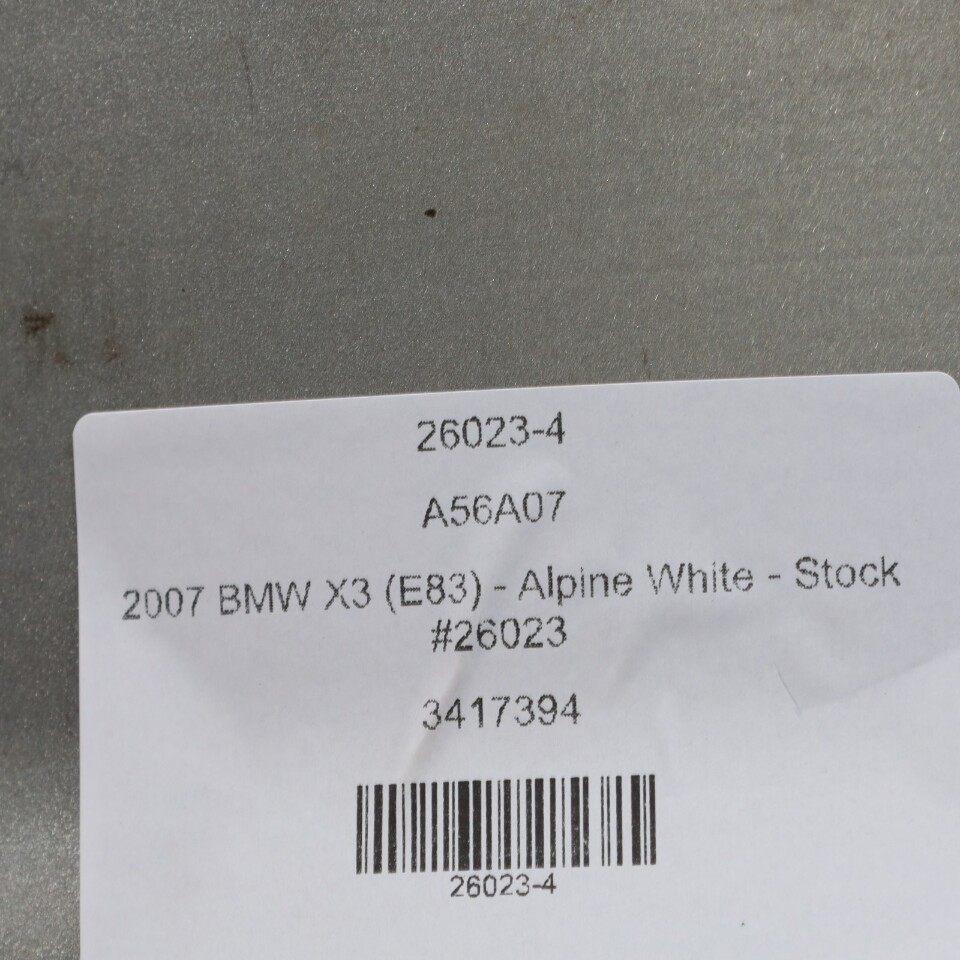 26023-4
A56A07
2007 BMW X3 (E83) - Alpine White - Stock
#26023
3417394
26023-4